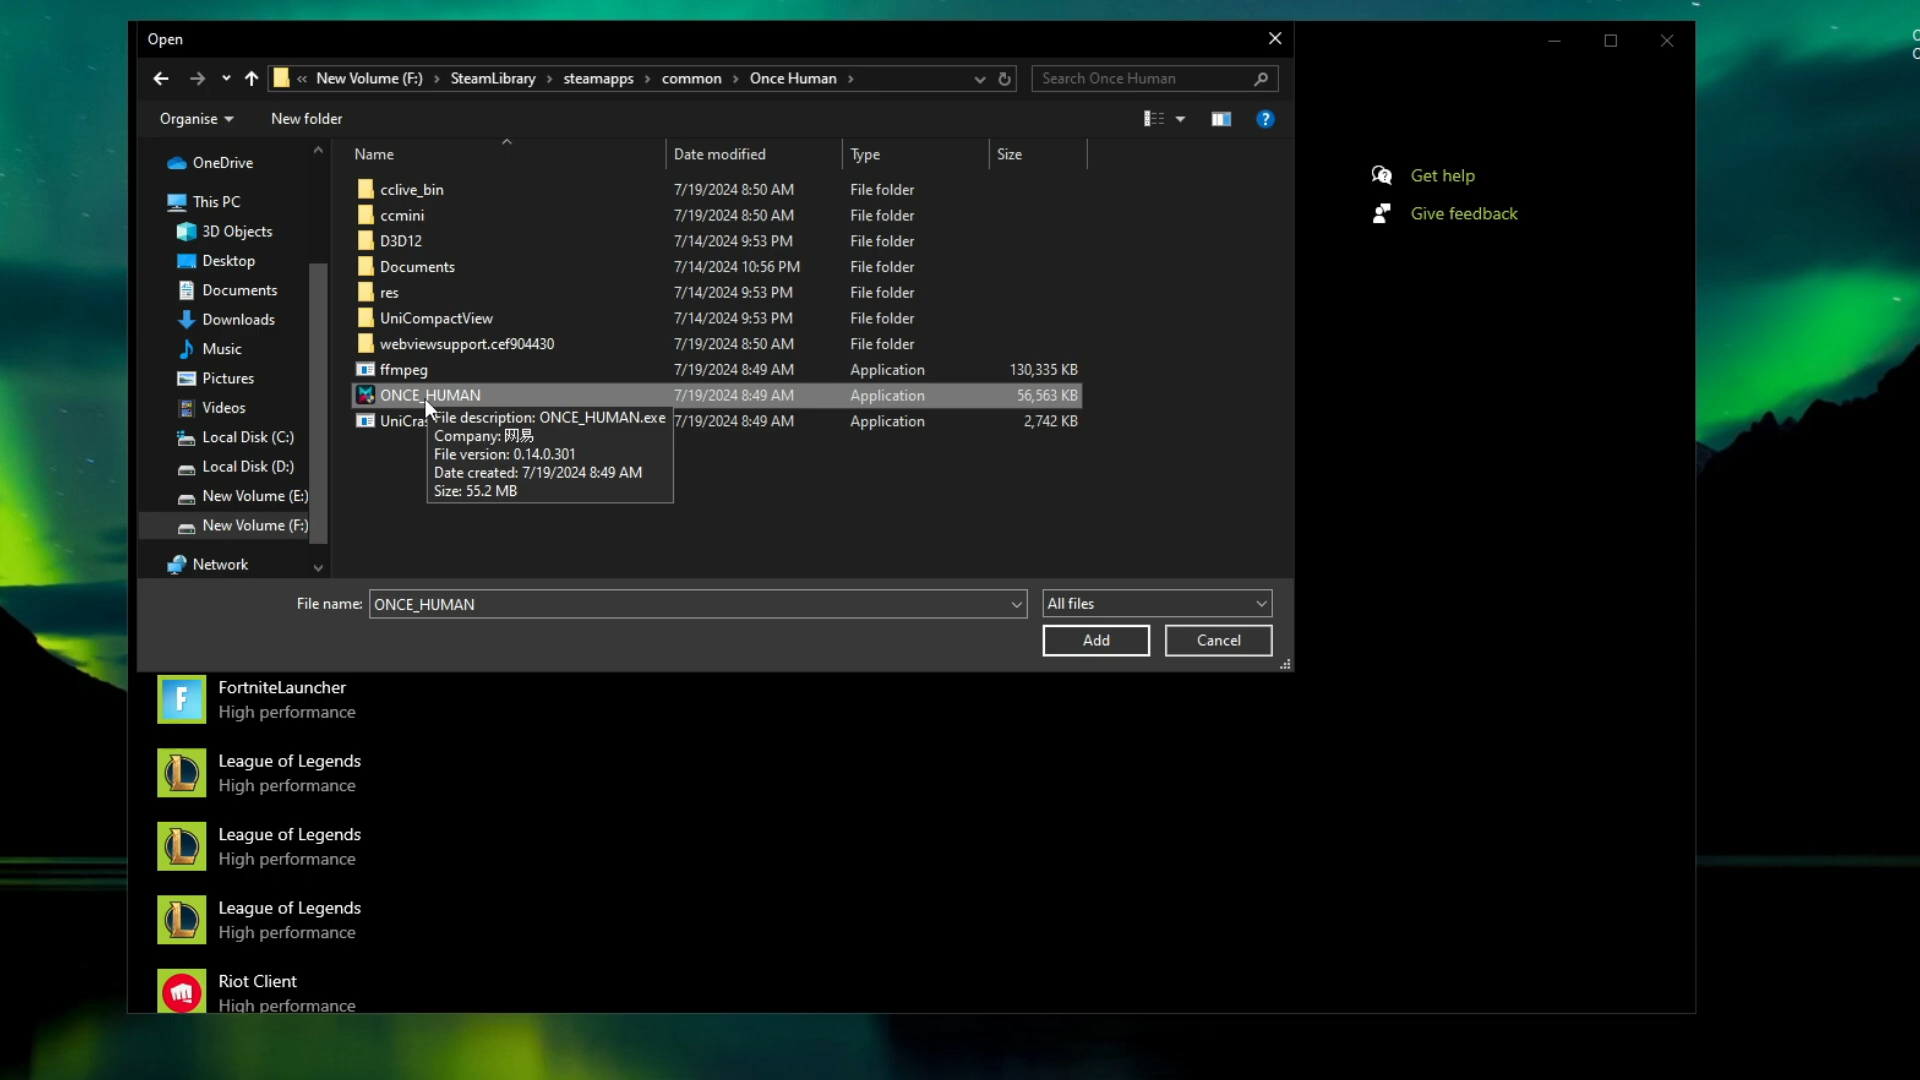 Open
« New Volume (F:) › SteamLibrary › steamapps › common › Once Human ›
Search Once Human
Organise
New folder
Name
Date modified
Type
Size
OneDrive
This PC
3D Objects
Desktop
Documents
Downloads
Music
Pictures
Videos
Local Disk (C:)
Local Disk (D:)
New Volume (E:)
New Volume (F:)
Network
cclive_bin 7/19/2024 8:50 AM File folder
ccmini 7/19/2024 8:50 AM File folder
D3D12 7/14/2024 9:53 PM File folder
Documents 7/14/2024 10:56 PM File folder
res 7/14/2024 9:53 PM File folder
UniCompactView 7/14/2024 9:53 PM File folder
webviewsupport.cef904430 7/19/2024 8:50 AM File folder
ffmpeg 7/19/2024 8:49 AM Application 130,335 KB
ONCE_HUMAN 7/19/2024 8:49 AM Application 56,563 KB
UniCras 7/19/2024 8:49 AM Application 2,742 KB
File description: ONCE_HUMAN.exe
Company: 网易
File version: 0.14.0.301
Date created: 7/19/2024 8:49 AM
Size: 55.2 MB
File name: ONCE_HUMAN
All files
Add
Cancel
Get help
Give feedback
FortniteLauncher
High performance
League of Legends
High performance
League of Legends
High performance
League of Legends
High performance
Riot Client
High performance